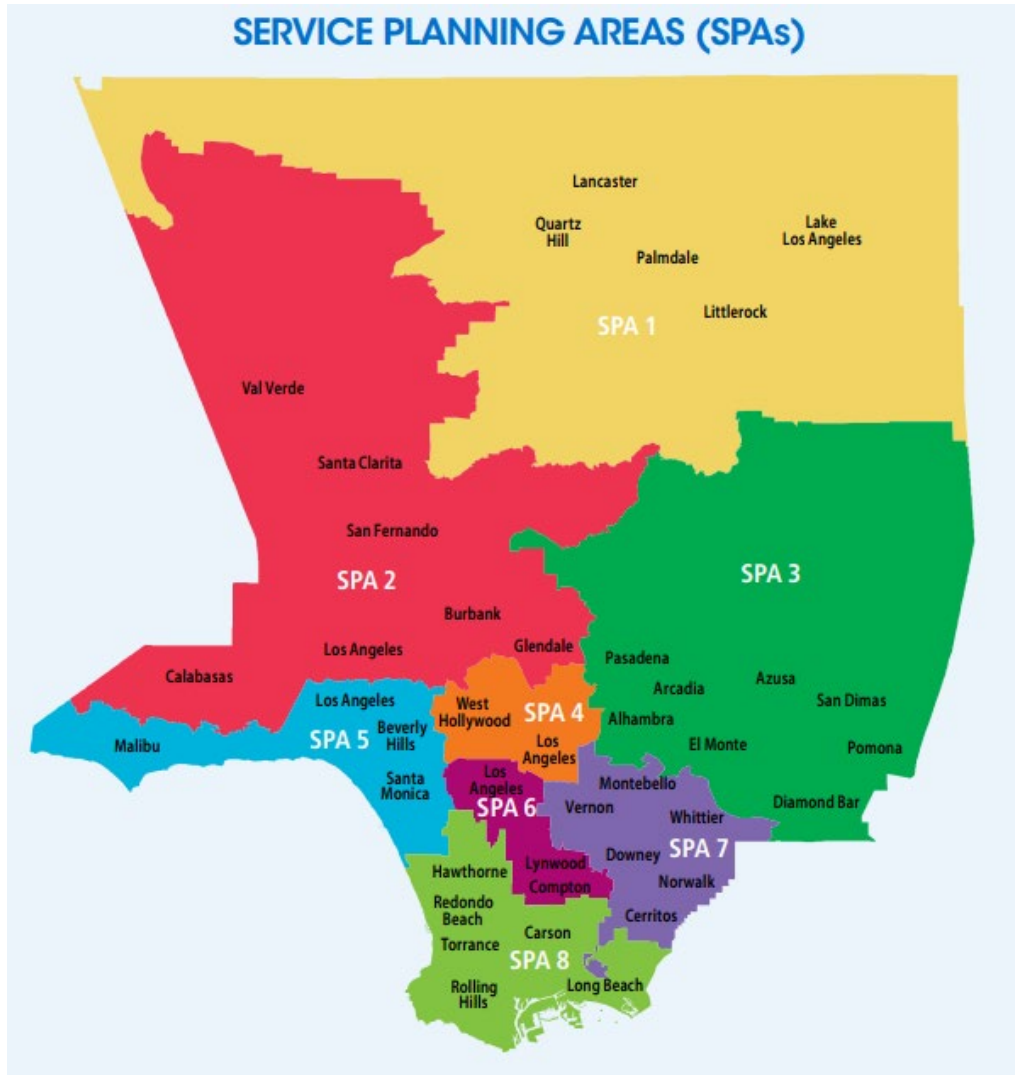 SERVICE PLANNING AREAS (SPAs)
Lancaster
Quartz
Hill
Lake
Los Angeles
Palmdale
Littlerock
SPA 1
Val Verde
Santa Clarita
San Fernando
SPA 2
Burbank
Glendale
Los Angeles
Calabasas
SPA 3
Pasadena
Arcadia
Azusa
San Dimas
Alhambra
El Monte
Pomona
Diamond Bar
West
Hollywood
SPA 4
Los
Angeles
Los Angeles
Beverly
Hills
SPA 5
Malibu
Santa
Monica
Los
Angeles
SPA 6
Lynwood
Compton
Montebello
Vernon
Whittier
Downey
SPA 7
Norwalk
Cerritos
Hawthorne
Redondo
Beach
Torrance
Carson
SPA 8
Rolling
Hills
Long Beach